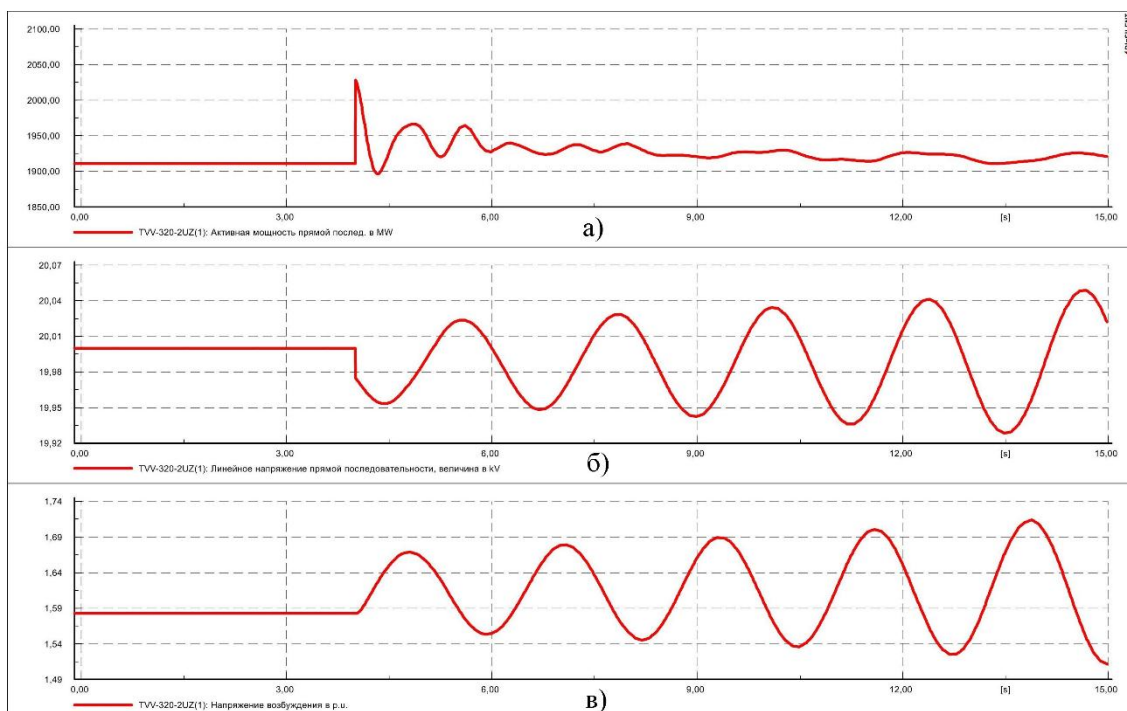 2100,00
2050,00
2000,00
1950,00
1900,00
1850,00
0,00 3,00 6,00 9,00 12,00 [s] 15,00
TVV-320-2UZ(1): Активная мощность прямой послед. в MW
а)
20,07
20,04
20,01
19,98
19,95
19,92
0,00 3,00 6,00 9,00 12,00 [s] 15,00
TVV-320-2UZ(1): Линейное напряжение прямой последовательности, величина в kV
б)
1,74
1,69
1,64
1,59
1,54
1,49
0,00 3,00 6,00 9,00 12,00 [s] 15,00
TVV-320-2UZ(1): Напряжение возбуждения в p.u.
в)